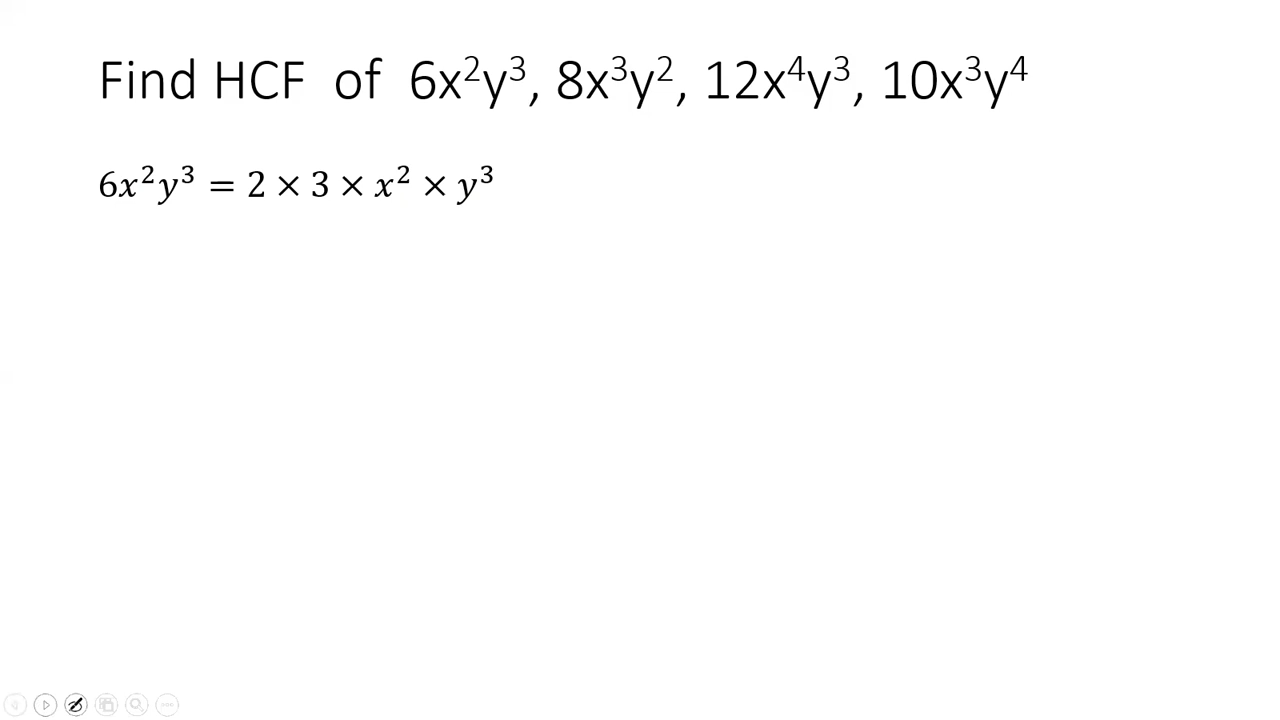 Find HCF of 6x²y³, 8x³y², 12x⁴y³, 10x³y⁴
6x²y³ = 2 × 3 × x² × y³